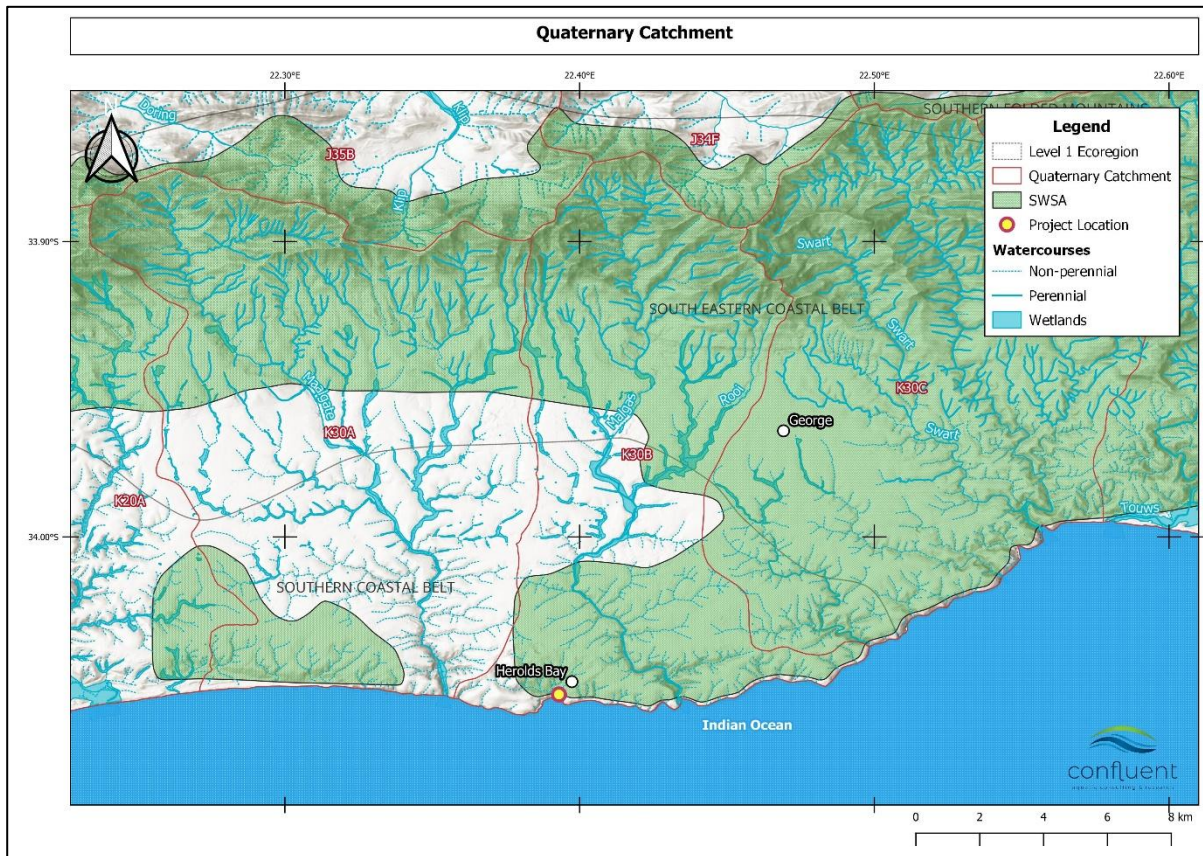 Quaternary Catchment
22.30°E
22.40°E
22.50°E
22.60°E
N
Doring
Klip
SOUTHERN FOLDED MOUNTAINS
J35B
J34F
Klip
33.90°S
Swart
SOUTH EASTERN COASTAL BELT
Swart
Maalgate
Malgas
Rooi
K30C
K30A
George
Swart
K30B
K20A
Touws
34.00°S
SOUTHERN COASTAL BELT
Herolds Bay
Indian Ocean
Legend
Level 1 Ecoregion
Quaternary Catchment
SWSA
Project Location
Watercourses
Non-perennial
Perennial
Wetlands
confluent
0 2 4 6 8 km